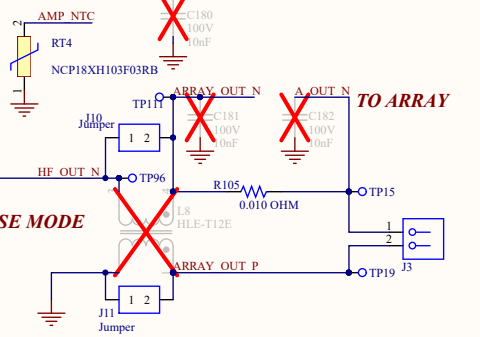 C180
100V
10nF
AMP_NTC
2
RT4
NCP18XH103F03RB
1
ARRAY_OUT_N
A_OUT_N
TO ARRAY
TP111
C181
100V
10nF
C182
100V
10nF
J10
Jumper
1 2
HF_OUT_N
TP96
R105
0.010 OHM
TP15
SE MODE
L8
HLE-T12E
1
2
J3
ARRAY_OUT_P
TP19
1 2
J11
Jumper